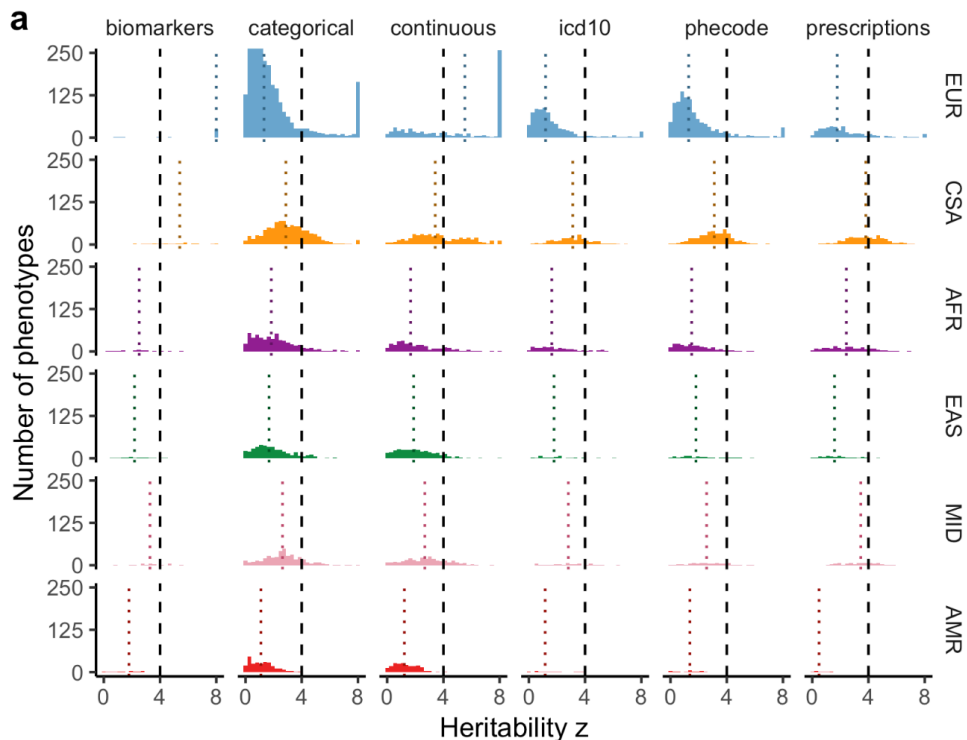 a
biomarkers categorical continuous icd10 phecode prescriptions
250
125
0
EUR
250
125
0
CSA
250
125
0
AFR
250
125
0
EAS
250
125
0
MID
250
125
0
AMR
Number of phenotypes
0 4 8 0 4 8 0 4 8 0 4 8 0 4 8 0 4 8
Heritability z